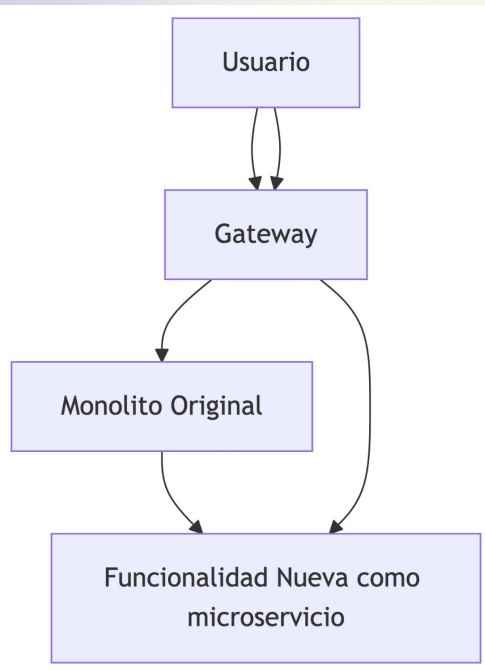 Usuario
Gateway
Monolito Original
Funcionalidad Nueva como
microservicio